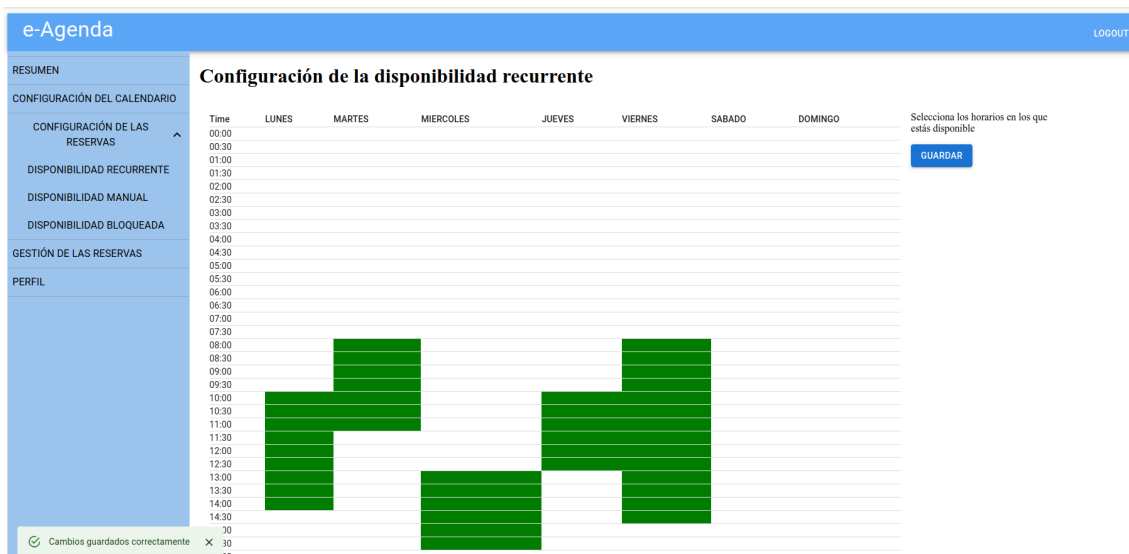 e-Agenda
LOGOUT
RESUMEN
CONFIGURACIÓN DEL CALENDARIO
CONFIGURACIÓN DE LAS
RESERVAS
DISPONIBILIDAD RECURRENTE
DISPONIBILIDAD MANUAL
DISPONIBILIDAD BLOQUEADA
GESTIÓN DE LAS RESERVAS
PERFIL
Configuración de la disponibilidad recurrente
Time LUNES MARTES MIERCOLES JUEVES VIERNES SABADO DOMINGO
00:00
00:30
01:00
01:30
02:00
02:30
03:00
03:30
04:00
04:30
05:00
05:30
06:00
06:30
07:00
07:30
08:00
08:30
09:00
09:30
10:00
10:30
11:00
11:30
12:00
12:30
13:00
13:30
14:00
14:30
Selecciona los horarios en los que
estás disponible
GUARDAR
Cambios guardados correctamente